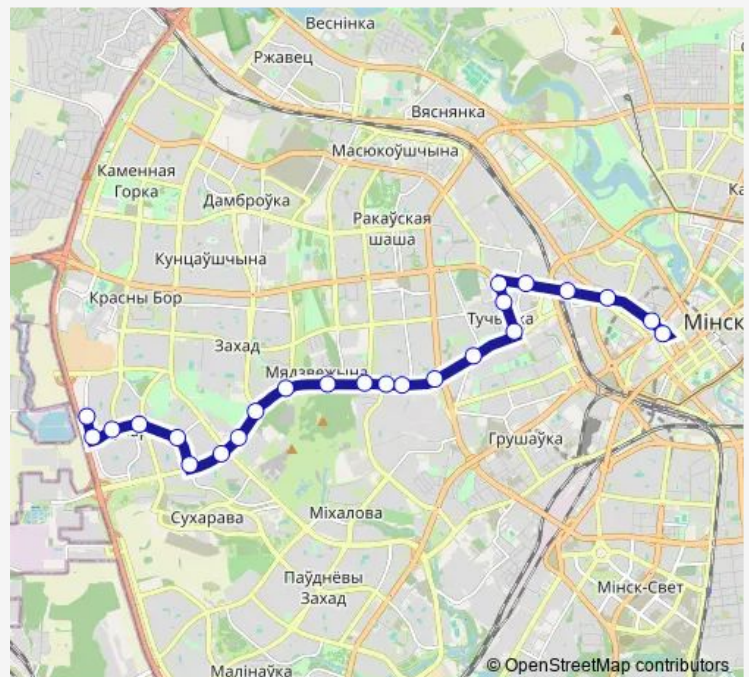 Веснінка
Ржавец
Вяснянка
Масюкоўшчына
Каменная
Горка
Дамброўка
Ракаўская
шаша
Кунцаўшчына
Красны Бор
Мінск
Захад
Мядзвежына
Грушаўка
Сухарава
Міхалова
Паўднёвы
Захад
Мінск-Свет
Малінаўка
© OpenStreetMap contributors